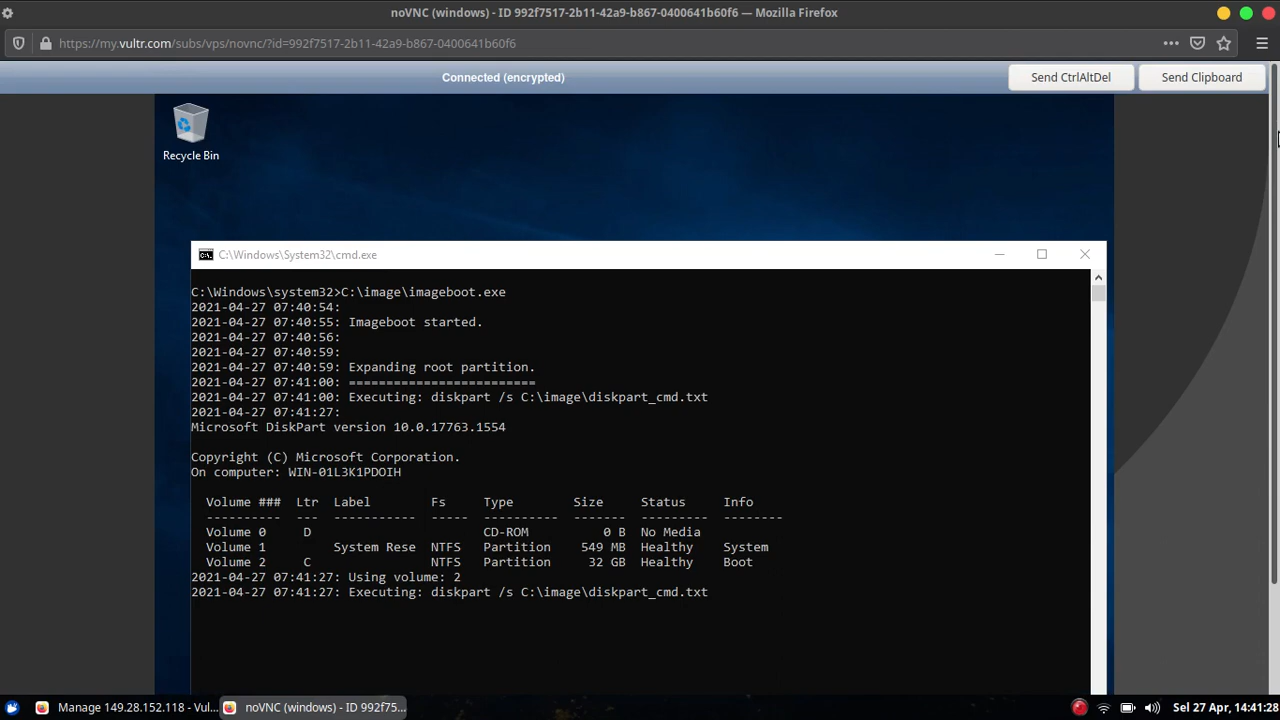 noVNC (windows) - ID 992f7517-2b11-42a9-b867-0400641b60f6 — Mozilla Firefox
https://my.vultr.com/subs/vps/novnc/?id=992f7517-2b11-42a9-b867-0400641b60f6
Connected (encrypted)
Send CtrlAltDel
Send Clipboard
Recycle Bin
C:\Windows\System32\cmd.exe
C:\Windows\system32>C:\image\imageboot.exe
2021-04-27 07:40:54:
2021-04-27 07:40:55: Imageboot started.
2021-04-27 07:40:56:
2021-04-27 07:40:59:
2021-04-27 07:40:59: Expanding root partition.
2021-04-27 07:41:00: =========================
2021-04-27 07:41:00: Executing: diskpart /s C:\image\diskpart_cmd.txt
2021-04-27 07:41:27:
Microsoft DiskPart version 10.0.17763.1554
Copyright (C) Microsoft Corporation.
On computer: WIN-01L3K1PDOIH
Volume ### Ltr Label Fs Type Size Status Info
---------- --- ----------- ----- ---------- ------- --------- --------
Volume 0 D CD-ROM 0 B No Media
Volume 1 System Rese NTFS Partition 549 MB Healthy System
Volume 2 C NTFS Partition 32 GB Healthy Boot
2021-04-27 07:41:27: Using volume: 2
2021-04-27 07:41:27: Executing: diskpart /s C:\image\diskpart_cmd.txt
Manage 149.28.152.118 - Vul...
noVNC (windows) - ID 992f75...
Sel 27 Apr, 14:41:28